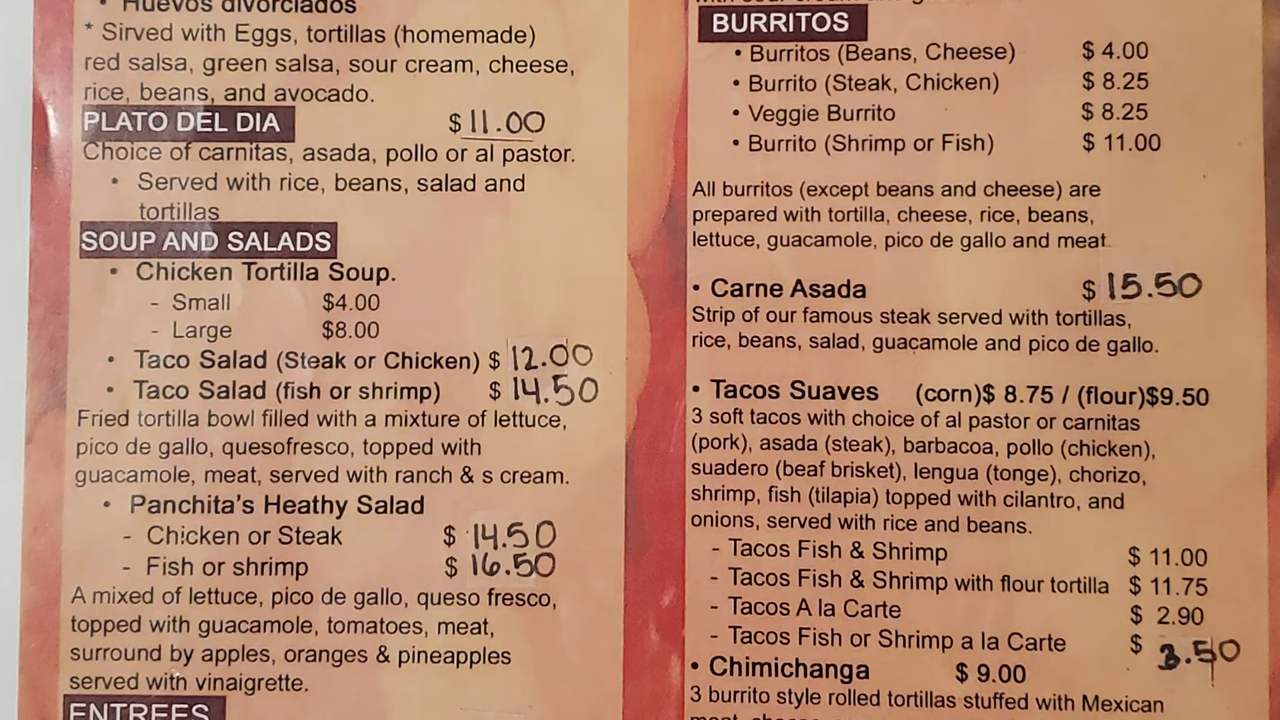 • Huevos divorciados
* Sirved with Eggs, tortillas (homemade)
red salsa, green salsa, sour cream, cheese,
rice, beans, and avocado.
PLATO DEL DIA $ 11.00
Choice of carnitas, asada, pollo or al pastor.
• Served with rice, beans, salad and
tortillas
SOUP AND SALADS
• Chicken Tortilla Soup.
- Small $4.00
- Large $8.00
• Taco Salad (Steak or Chicken) $ 12.00
• Taco Salad (fish or shrimp) $ 14.50
Fried tortilla bowl filled with a mixture of lettuce,
pico de gallo, quesofresco, topped with
guacamole, meat, served with ranch & s cream.
• Panchita's Heathy Salad
- Chicken or Steak $ 14.50
- Fish or shrimp $ 16.50
A mixed of lettuce, pico de gallo, queso fresco,
topped with guacamole, tomatoes, meat,
surround by apples, oranges & pineapples
served with vinaigrette.
ENTREES
BURRITOS
• Burritos (Beans, Cheese) $ 4.00
• Burrito (Steak, Chicken) $ 8.25
• Veggie Burrito $ 8.25
• Burrito (Shrimp or Fish) $ 11.00
All burritos (except beans and cheese) are
prepared with tortilla, cheese, rice, beans,
lettuce, guacamole, pico de gallo and meat.
• Carne Asada $ 15.50
Strip of our famous steak served with tortillas,
rice, beans, salad, guacamole and pico de gallo.
• Tacos Suaves (corn)$ 8.75 / (flour)$9.50
3 soft tacos with choice of al pastor or carnitas
(pork), asada (steak), barbacoa, pollo (chicken),
suadero (beef brisket), lengua (tonge), chorizo,
shrimp, fish (tilapia) topped with cilantro, and
onions, served with rice and beans.
- Tacos Fish & Shrimp $ 11.00
- Tacos Fish & Shrimp with flour tortilla $ 11.75
- Tacos A la Carte $ 2.90
- Tacos Fish or Shrimp a la Carte $ 3.50
• Chimichanga $ 9.00
3 burrito style rolled tortillas stuffed with Mexican